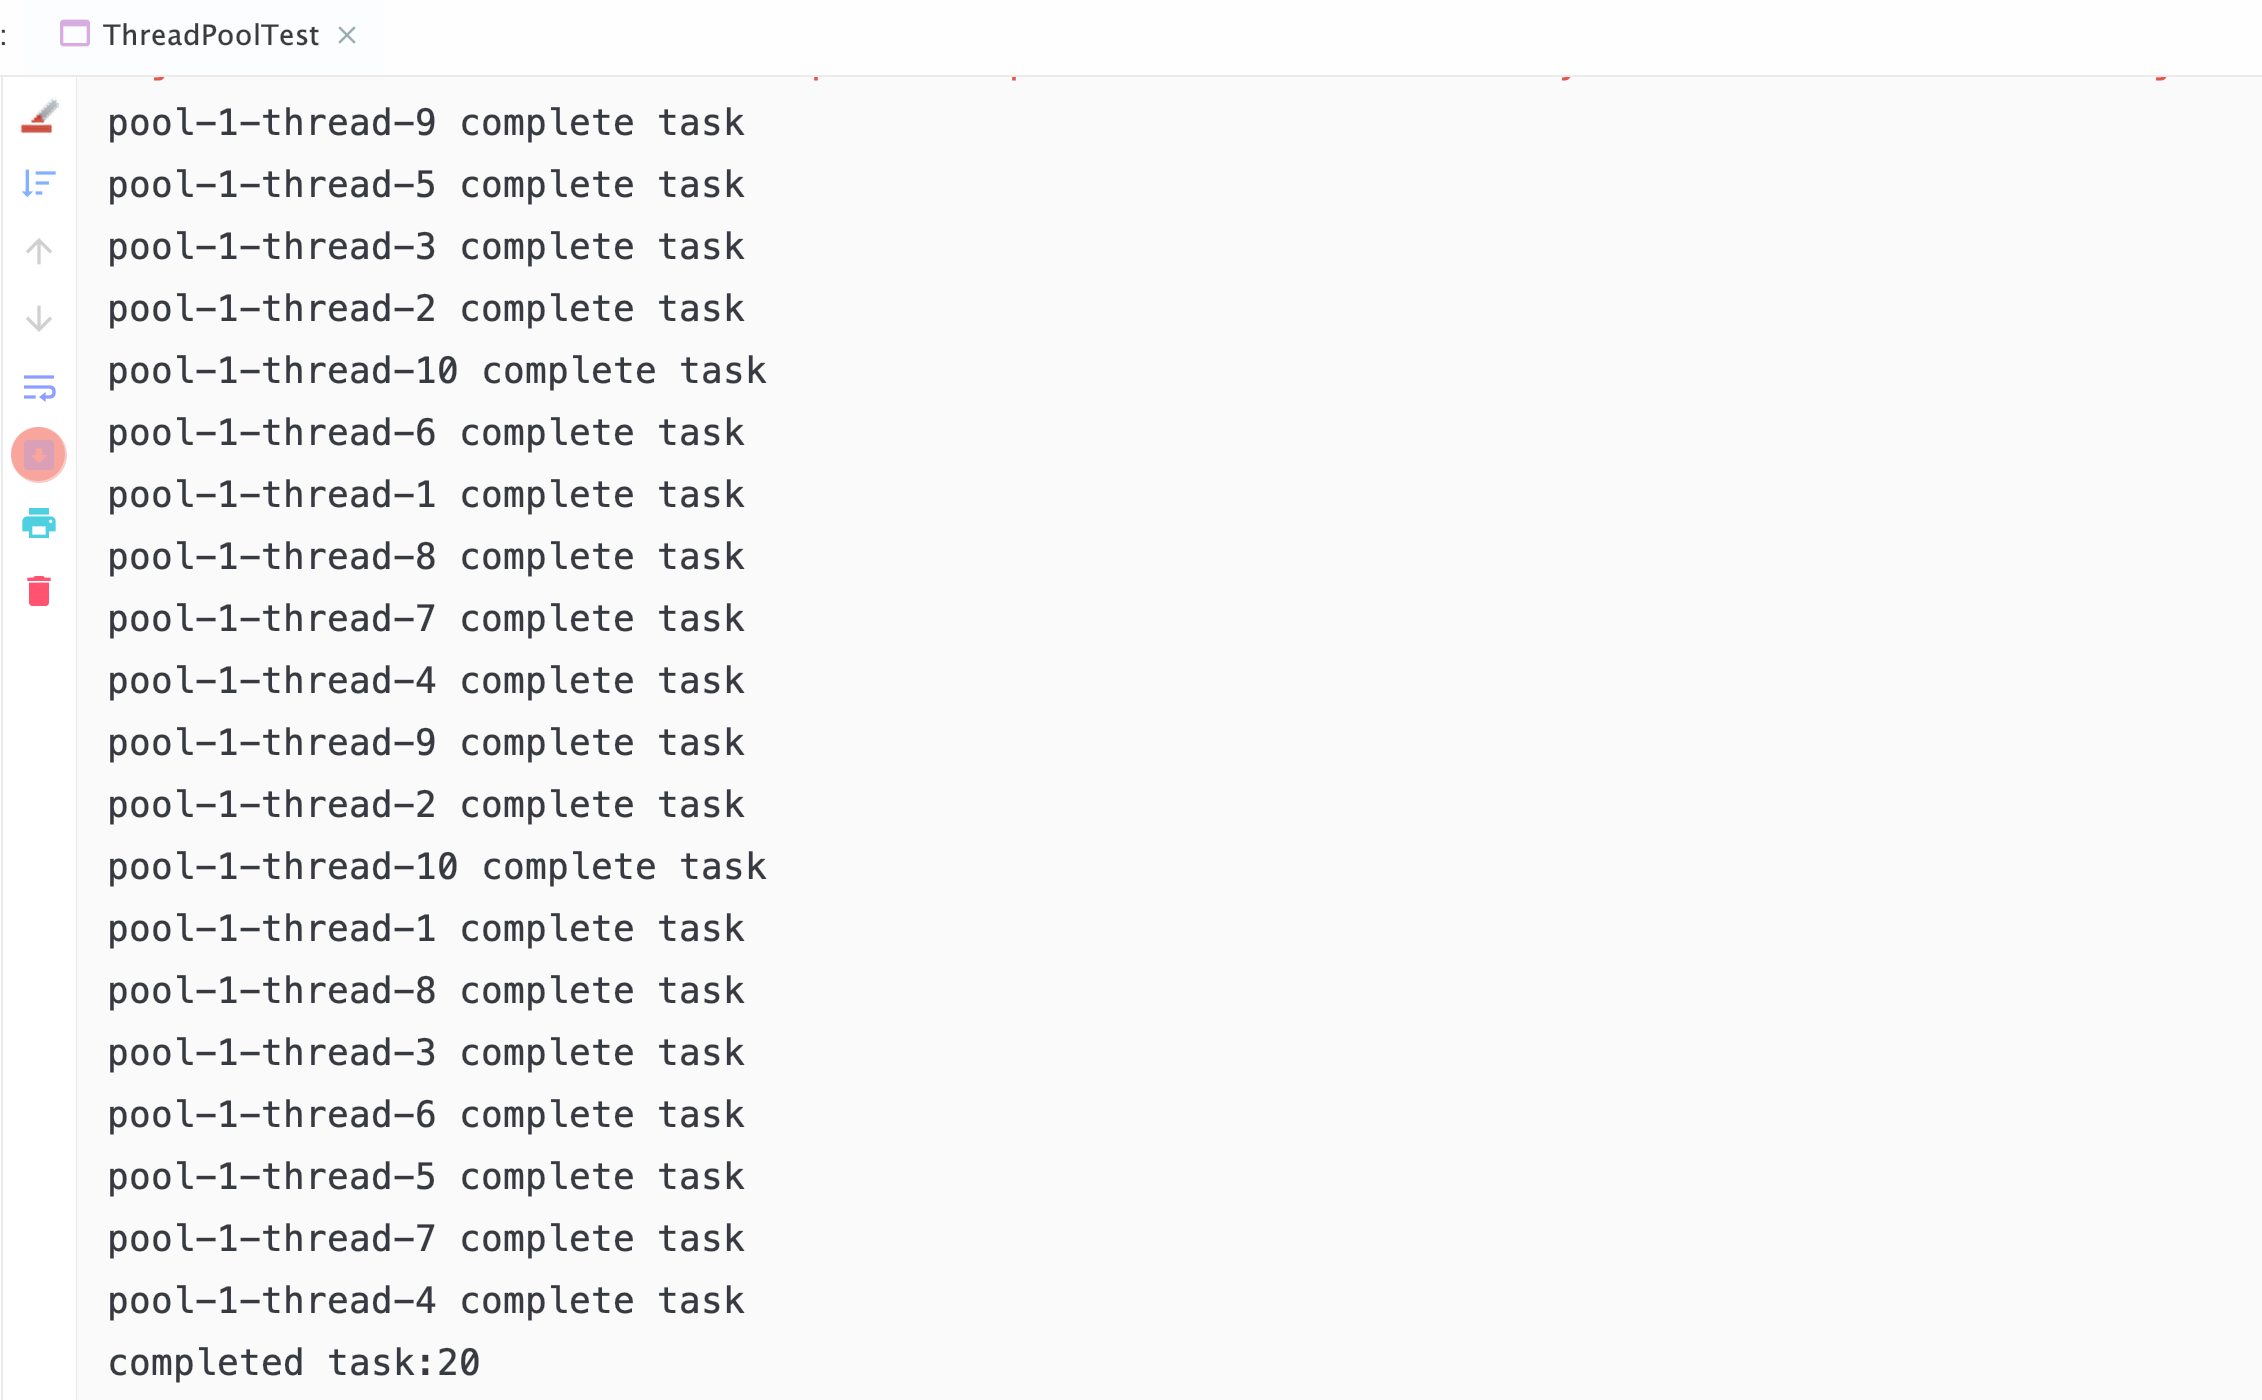 : ThreadPoolTest
pool-1-thread-9 complete task
pool-1-thread-5 complete task
pool-1-thread-3 complete task
pool-1-thread-2 complete task
pool-1-thread-10 complete task
pool-1-thread-6 complete task
pool-1-thread-1 complete task
pool-1-thread-8 complete task
pool-1-thread-7 complete task
pool-1-thread-4 complete task
pool-1-thread-9 complete task
pool-1-thread-2 complete task
pool-1-thread-10 complete task
pool-1-thread-1 complete task
pool-1-thread-8 complete task
pool-1-thread-3 complete task
pool-1-thread-6 complete task
pool-1-thread-5 complete task
pool-1-thread-7 complete task
pool-1-thread-4 complete task
completed task:20